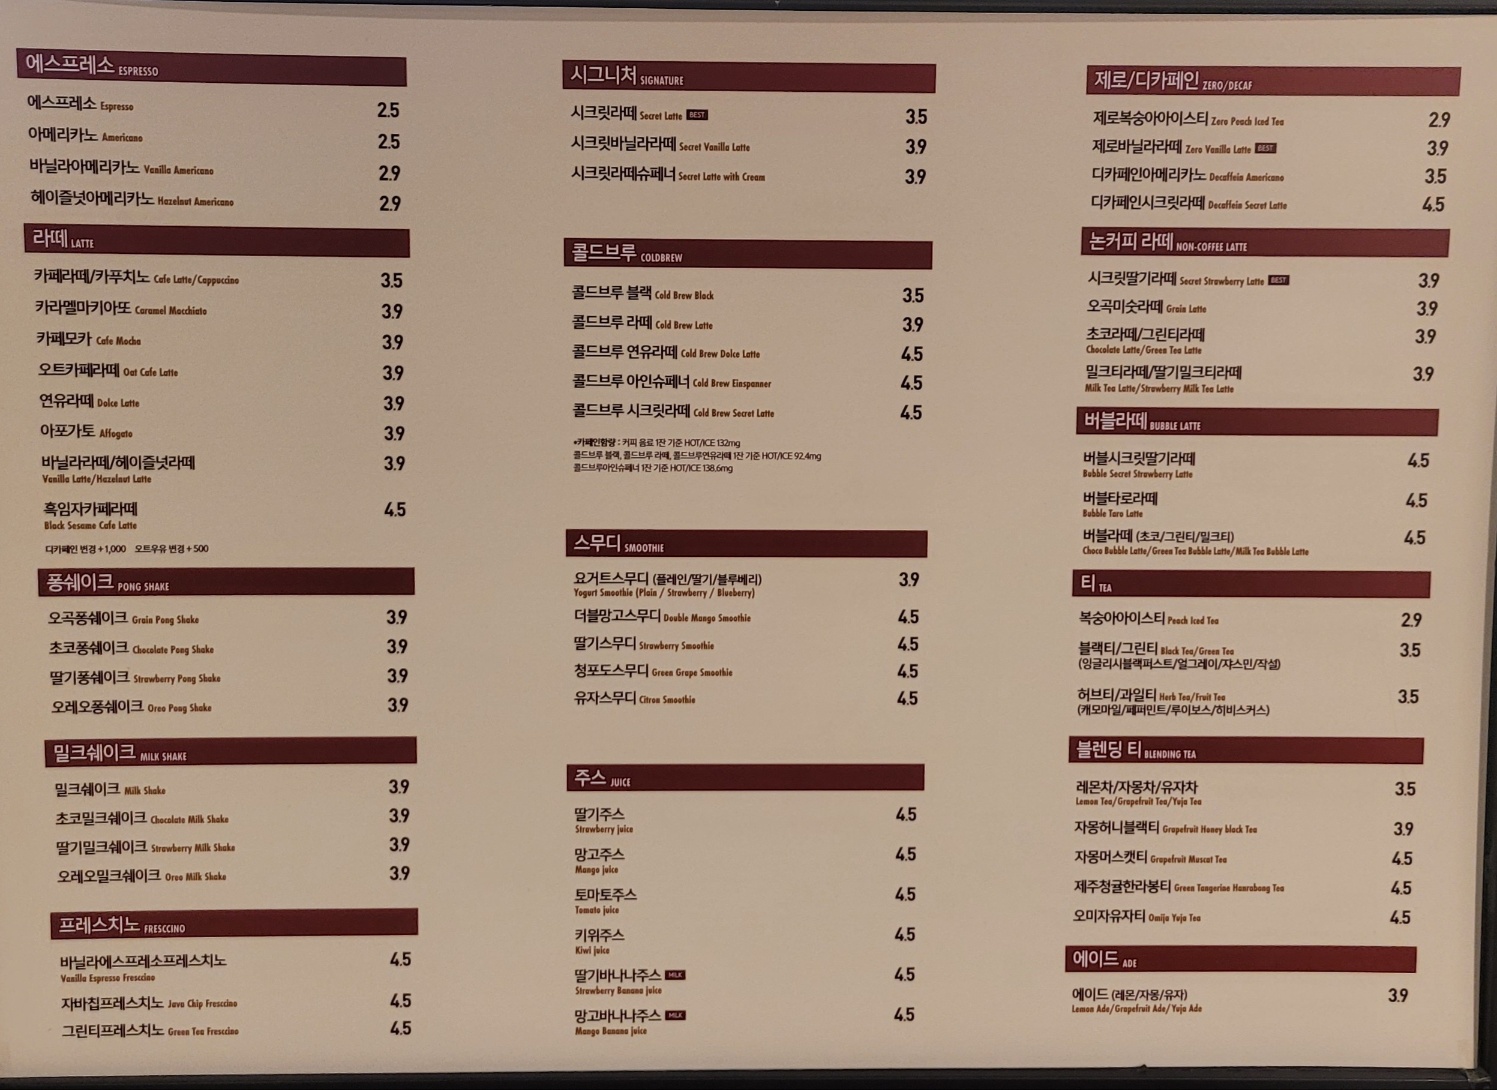 에스프레소 ESPRESSO
에스프레소 Espresso 2.5
아메리카노 Americano 2.5
바닐라아메리카노 Vanilla Americano 2.9
헤이즐넛아메리카노 Hazelnut Americano 2.9
라떼 LATTE
카페라떼/카푸치노 Cafe Latte/Cappuccino 3.5
카라멜마키아또 Caramel Macchiato 3.9
카페모카 Cafe Mocha 3.9
오트카페라떼 Oat Cafe Latte 3.9
연유라떼 Dolce Latte 3.9
아포가토 Affogato 3.9
바닐라라떼/헤이즐넛라떼 3.9
Vanilla Latte/Hazelnut Latte
흑임자카페라떼 4.5
Black Sesame Cafe Latte
디카페인 변경 +1,000 오트우유 변경 +500
퐁쉐이크 PONG SHAKE
오곡퐁쉐이크 Grain Pong Shake 3.9
초코퐁쉐이크 Chocolate Pong Shake 3.9
딸기퐁쉐이크 Strawberry Pong Shake 3.9
오레오퐁쉐이크 Oreo Pong Shake 3.9
밀크쉐이크 MILK SHAKE
밀크쉐이크 Milk Shake 3.9
초코밀크쉐이크 Chocolate Milk Shake 3.9
딸기밀크쉐이크 Strawberry Milk Shake 3.9
오레오밀크쉐이크 Oreo Milk Shake 3.9
프레스치노 FRESCCINO
바닐라에스프레소프레스치노 4.5
Vanilla Espresso Fresccino
자바칩프레스치노 Java Chip Fresccino 4.5
그린티프레스치노 Green Tea Fresccino 4.5
시그니처 SIGNATURE
시크릿라떼 Secret Latte BEST 3.5
시크릿바닐라라떼 Secret Vanilla Latte 3.9
시크릿라떼슈페너 Secret Latte with Cream 3.9
콜드브루 COLDBREW
콜드브루 블랙 Cold Brew Black 3.5
콜드브루 라떼 Cold Brew Latte 3.9
콜드브루 연유라떼 Cold Brew Dolce Latte 4.5
콜드브루 아인슈페너 Cold Brew Einspanner 4.5
콜드브루 시크릿라떼 Cold Brew Secret Latte 4.5
*카페인함량 : 커피 음료 1잔 기준 HOT/ICE 132mg
콜드브루 블랙, 콜드브루 라떼, 콜드브루연유라떼 1잔 기준 HOT/ICE 92.4mg
콜드브루아인슈페너 1잔 기준 HOT/ICE 138.6mg
스무디 SMOOTHIE
요거트스무디 (플레인/딸기/블루베리) 3.9
Yogurt Smoothie (Plain / Strawberry / Blueberry)
더블망고스무디 Double Mango Smoothie 4.5
딸기스무디 Strawberry Smoothie 4.5
청포도스무디 Green Grape Smoothie 4.5
유자스무디 Citron Smoothie 4.5
주스 JUICE
딸기주스 4.5
Strawberry juice
망고주스 4.5
Mango juice
토마토주스 4.5
Tomato juice
키위주스 4.5
Kiwi juice
딸기바나나주스 MILK 4.5
Strawberry Banana juice
망고바나나주스 MILK 4.5
Mango Banana juice
제로/디카페인 ZERO/DECAF
제로복숭아아이스티 Zero Peach Iced Tea 2.9
제로바닐라라떼 Zero Vanilla Latte BEST 3.9
디카페인아메리카노 Decaffein Americano 3.5
디카페인시크릿라떼 Decaffein Secret Latte 4.5
논커피 라떼 NON-COFFEE LATTE
시크릿딸기라떼 Secret Strawberry Latte BEST 3.9
오곡미숫라떼 Grain Latte 3.9
초코라떼/그린티라떼 3.9
Chocolate Latte/Green Tea Latte
밀크티라떼/딸기밀크티라떼 3.9
Milk Tea Latte/Strawberry Milk Tea Latte
버블라떼 BUBBLE LATTE
버블시크릿딸기라떼 4.5
Bubble Secret Strawberry Latte
버블타로라떼 4.5
Bubble Taro Latte
버블라떼 (초코/그린티/밀크티) 4.5
Choco Bubble Latte/Green Tea Bubble Latte/Milk Tea Bubble Latte
티 TEA
복숭아아이스티 Peach Iced Tea 2.9
블랙티/그린티 Black Tea/Green Tea 3.5
(잉글리시블랙퍼스트/얼그레이/쟈스민/작설)
허브티/과일티 Herb Tea/Fruit Tea 3.5
(캐모마일/페퍼민트/루이보스/히비스커스)
블렌딩 티 BLENDING TEA
레몬차/자몽차/유자차 3.5
Lemon Tea/Grapefruit Tea/Yuja Tea
자몽허니블랙티 Grapefruit Honey black Tea 3.9
자몽머스캣티 Grapefruit Muscat Tea 4.5
제주청귤한라봉티 Green Tangerine Hanrabong Tea 4.5
오미자유자티 Omija Yuja Tea 4.5
에이드 ADE
에이드 (레몬/자몽/유자) 3.9
Lemon Ade/Grapefruit Ade/Yuja Ade